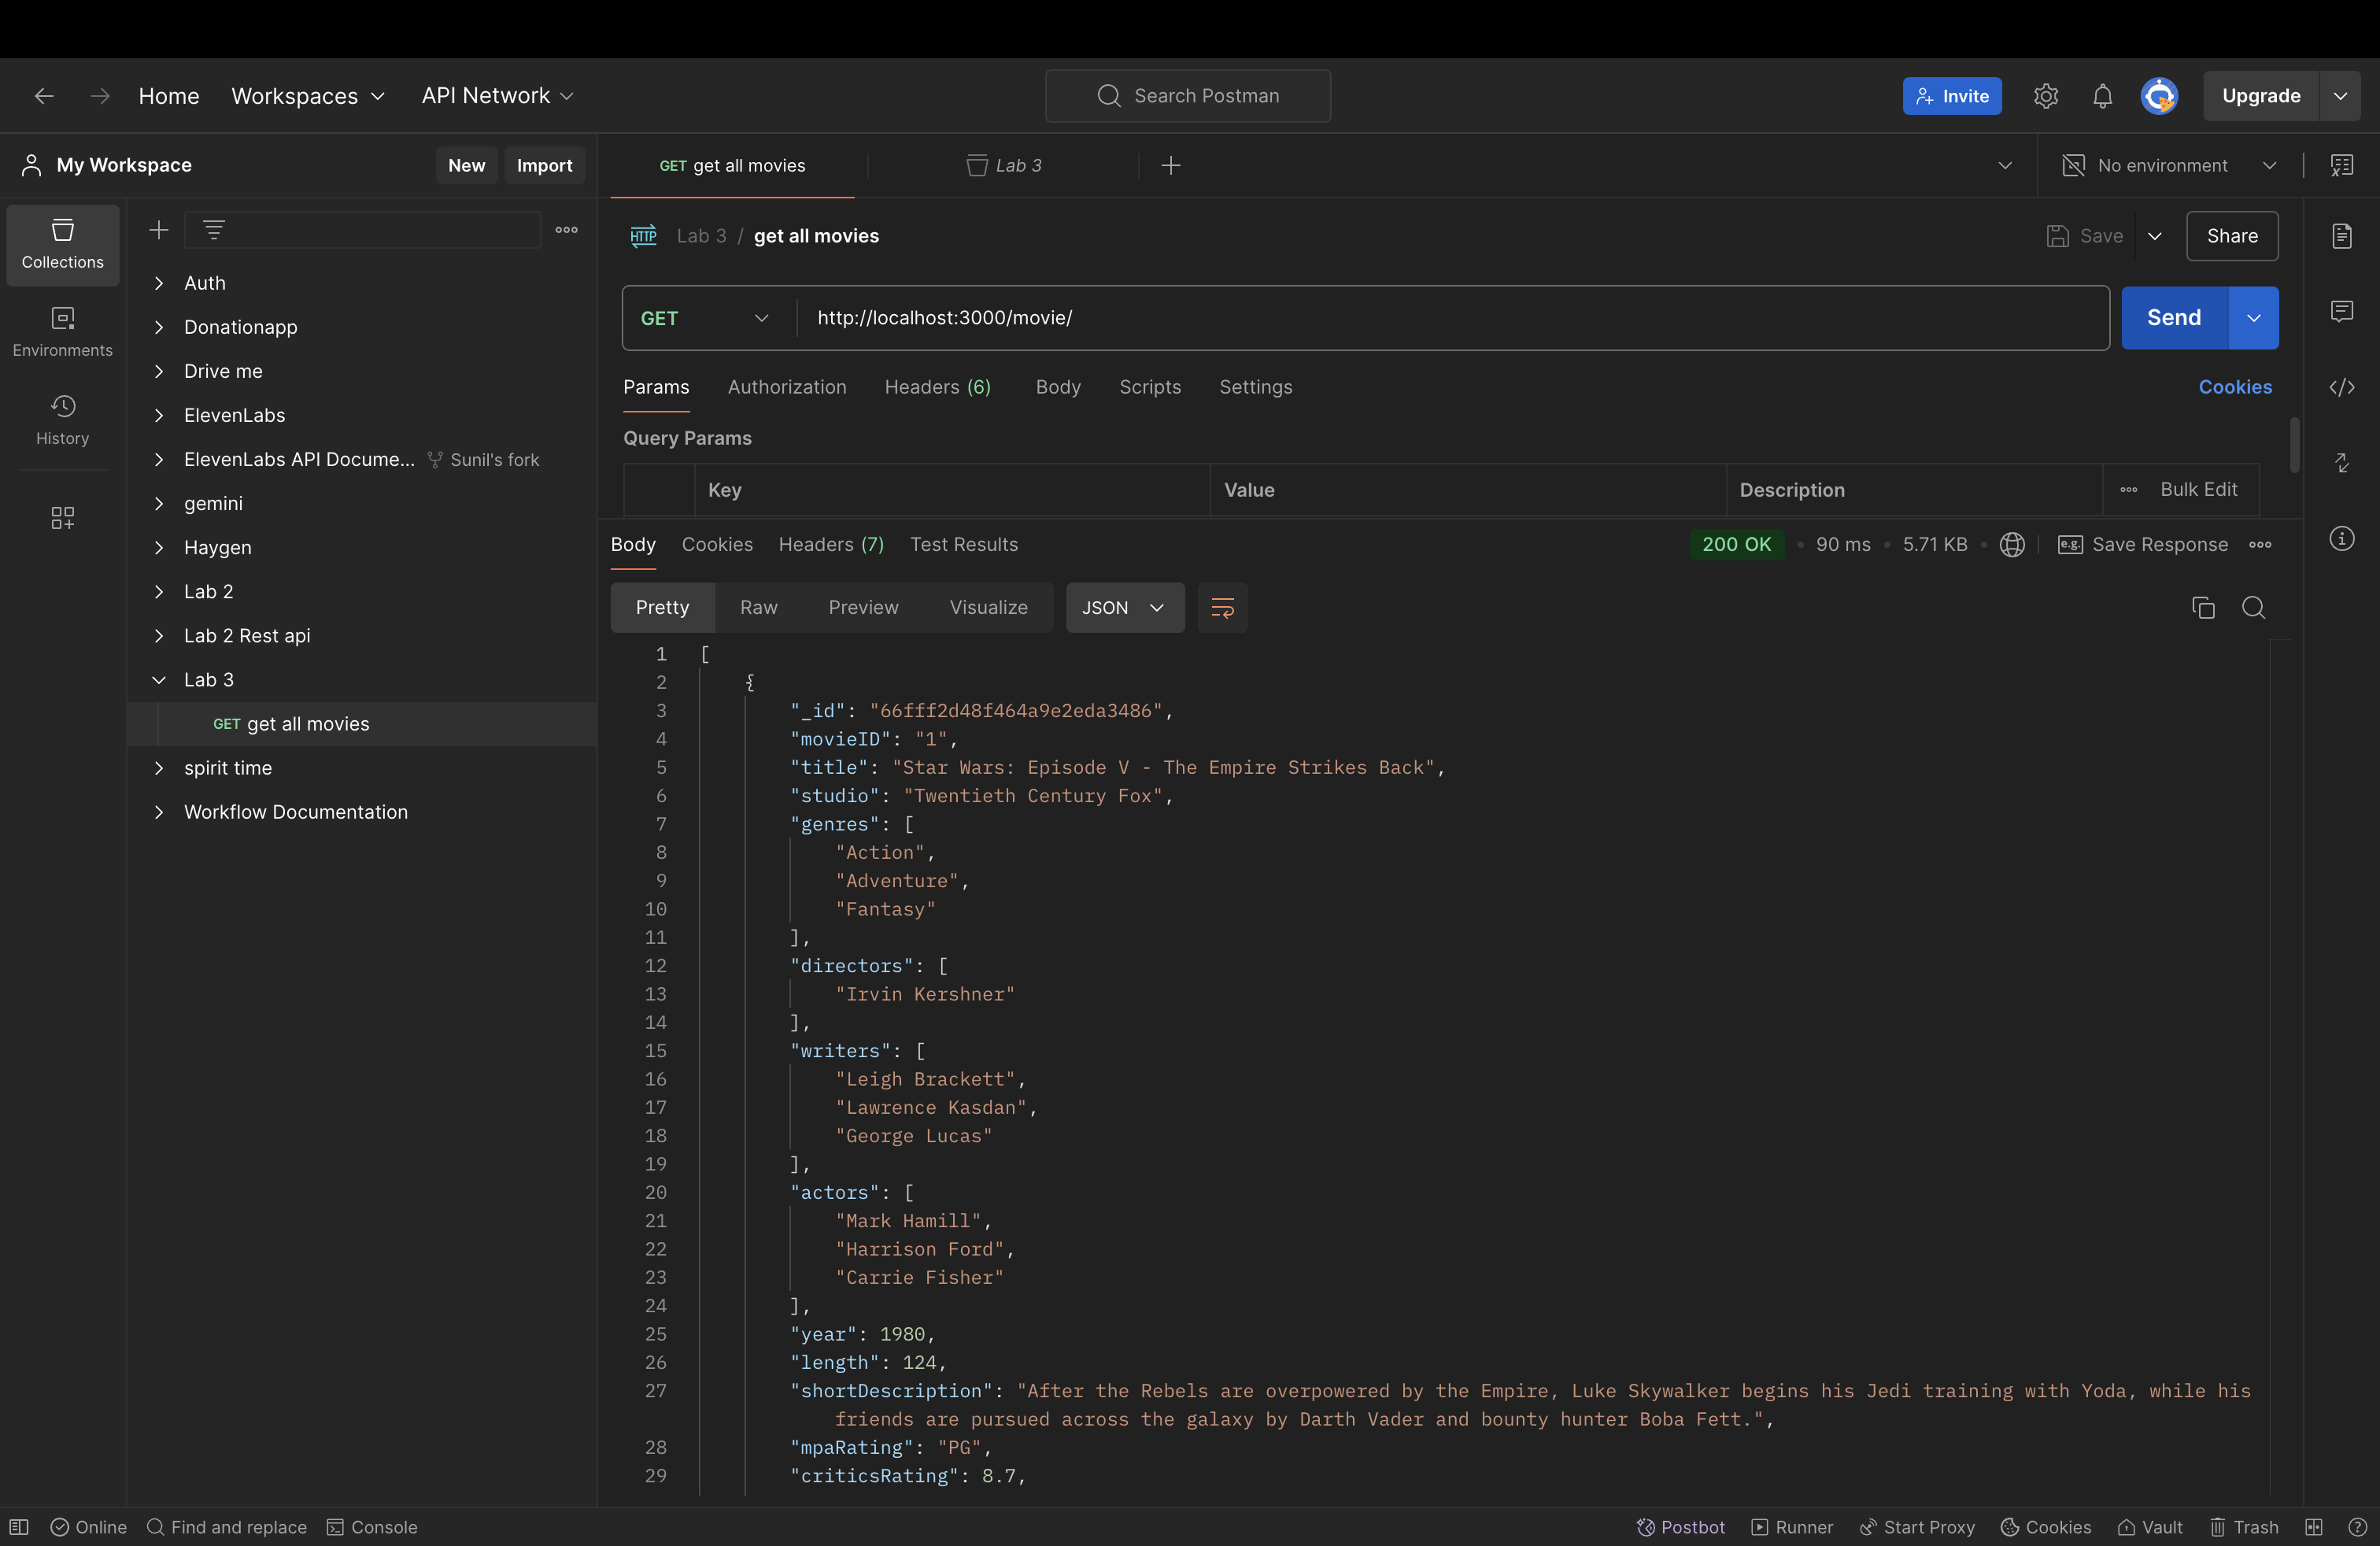 Home Workspaces API Network Search Postman Invite Upgrade
My Workspace New Import GET get all movies Lab 3 No environment
Collections
Environments
History
Auth
Donationapp
Drive me
ElevenLabs
ElevenLabs API Docume... Sunil's fork
gemini
Haygen
Lab 2
Lab 2 Rest api
Lab 3
GET get all movies
spirit time
Workflow Documentation
HTTP Lab 3 / get all movies Save Share
GET http://localhost:3000/movie/ Send
Params Authorization Headers (6) Body Scripts Settings Cookies
Query Params
Key Value Description Bulk Edit
Body Cookies Headers (7) Test Results 200 OK • 90 ms • 5.71 KB • e.g. Save Response
Pretty Raw Preview Visualize JSON
1 [
2 {
3 "_id": "66fff2d48f464a9e2eda3486",
4 "movieID": "1",
5 "title": "Star Wars: Episode V - The Empire Strikes Back",
6 "studio": "Twentieth Century Fox",
7 "genres": [
8 "Action",
9 "Adventure",
10 "Fantasy"
11 ],
12 "directors": [
13 "Irvin Kershner"
14 ],
15 "writers": [
16 "Leigh Brackett",
17 "Lawrence Kasdan",
18 "George Lucas"
19 ],
20 "actors": [
21 "Mark Hamill",
22 "Harrison Ford",
23 "Carrie Fisher"
24 ],
25 "year": 1980,
26 "length": 124,
27 "shortDescription": "After the Rebels are overpowered by the Empire, Luke Skywalker begins his Jedi training with Yoda, while his
friends are pursued across the galaxy by Darth Vader and bounty hunter Boba Fett.",
28 "mpaRating": "PG",
29 "criticsRating": 8.7,
Online Find and replace Console Postbot Runner Start Proxy Cookies Vault Trash